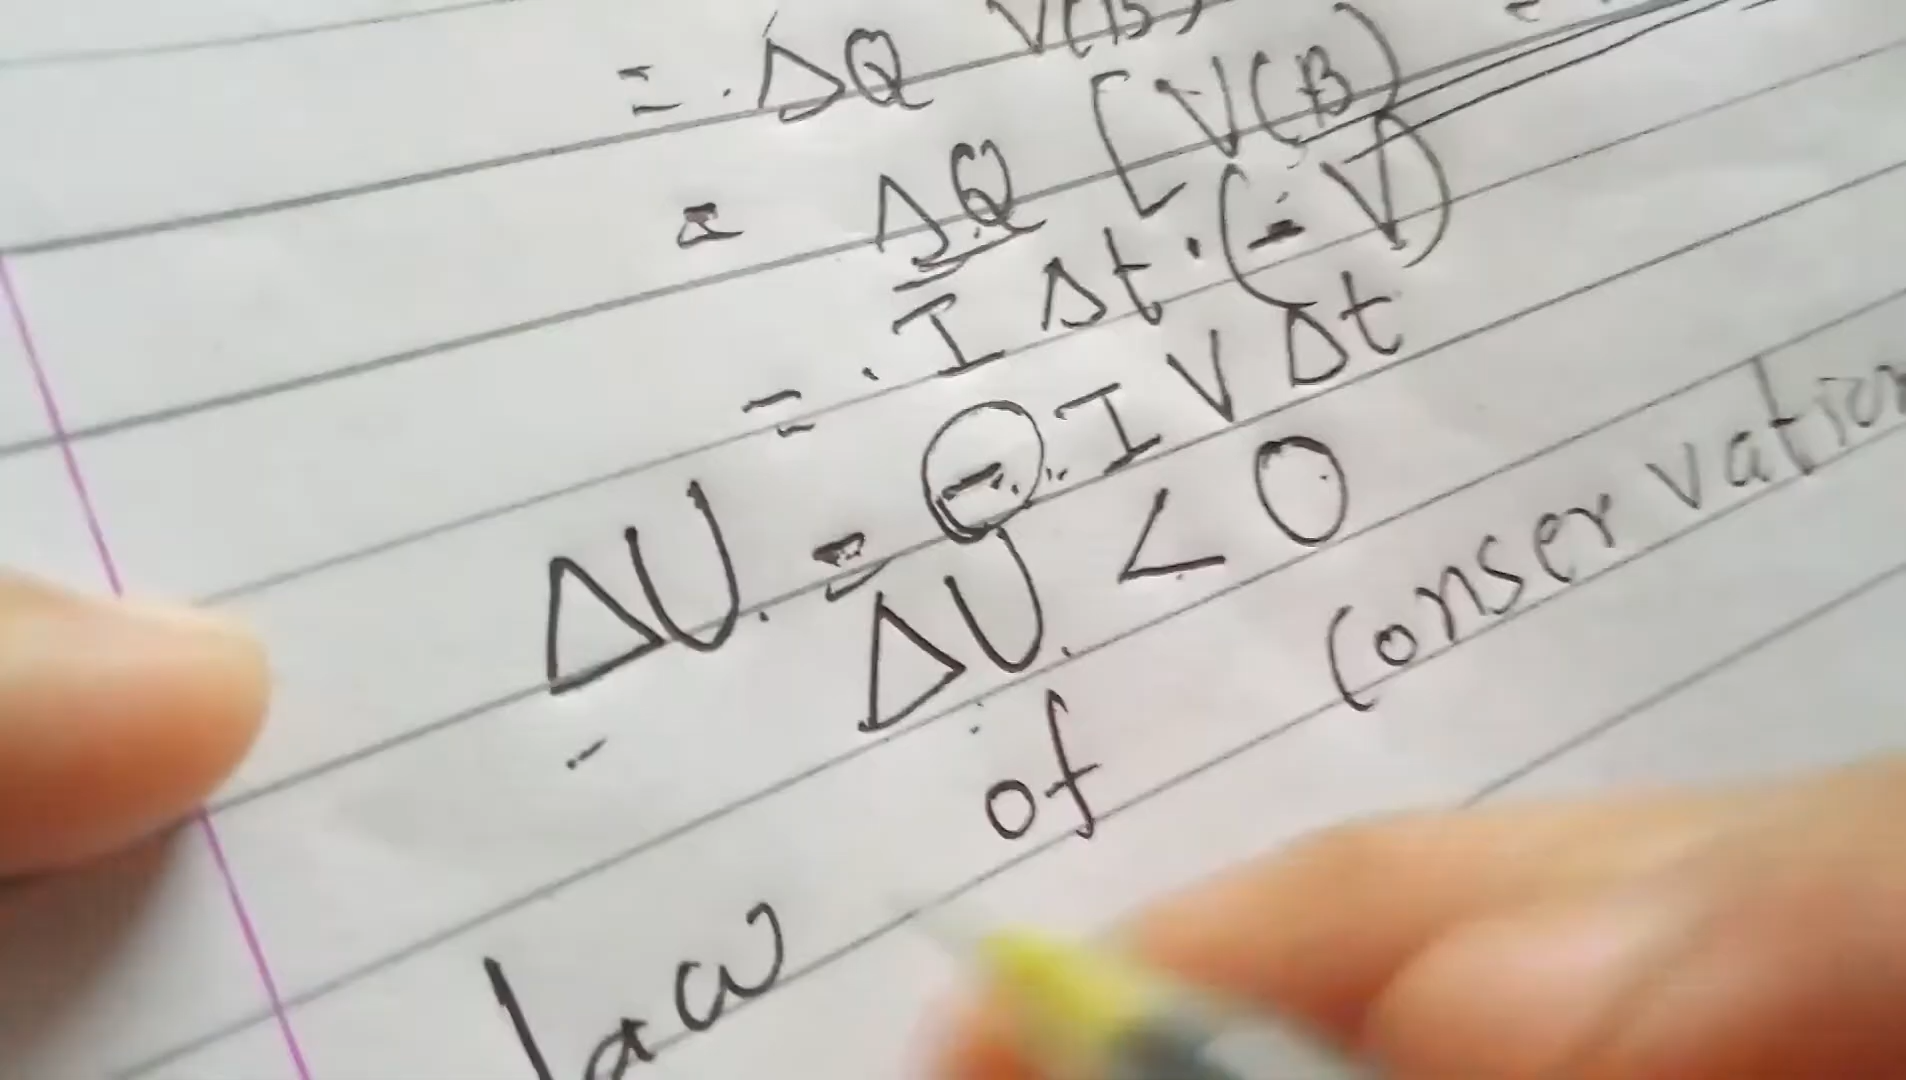 = ΔQ V(B)
= ΔQ [V(B)
= I Δt · (- V)
ΔU = - I V Δt
ΔU < 0
law of conservation